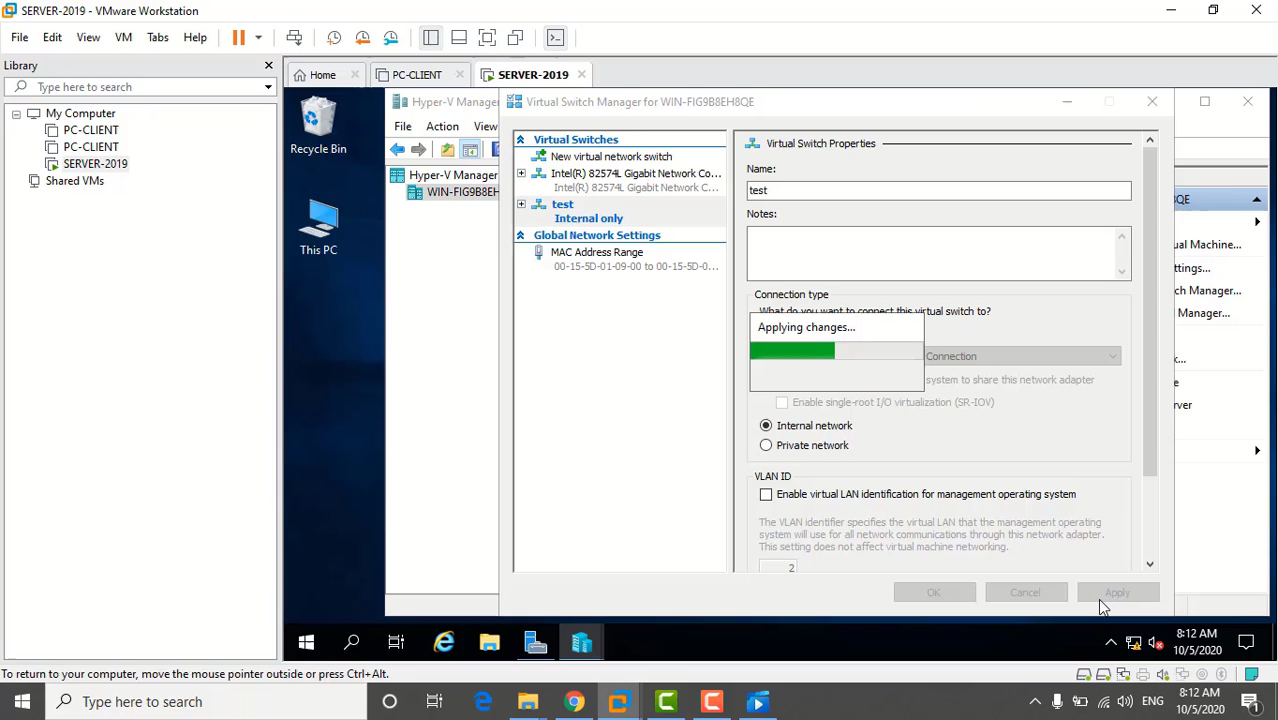 SERVER-2019 - VMware Workstation
File Edit View VM Tabs Help
Library
Type here to search
My Computer
PC-CLIENT
PC-CLIENT
SERVER-2019
Shared VMs
Home
PC-CLIENT
SERVER-2019
Recycle Bin
This PC
Hyper-V Manager
File Action View
Hyper-V Manager
WIN-FIG9B8EH
Virtual Switch Manager for WIN-FIG9B8EH8QE
Virtual Switches
New virtual network switch
Intel(R) 82574L Gigabit Network Co...
Intel(R) 82574L Gigabit Network C...
test
Internal only
Global Network Settings
MAC Address Range
00-15-5D-01-09-00 to 00-15-5D-0...
Virtual Switch Properties
Name:
test
Notes:
Connection type
What do you want to connect this virtual switch to?
Applying changes...
Connection
system to share this network adapter
Enable single-root I/O virtualization (SR-IOV)
Internal network
Private network
VLAN ID
Enable virtual LAN identification for management operating system
The VLAN identifier specifies the virtual LAN that the management operating
system will use for all network communications through this network adapter.
This setting does not affect virtual machine networking.
2
OK Cancel Apply
QE
ual Machine...
ttings...
ch Manager...
Manager...
...
e
erver
8:12 AM
10/5/2020
To return to your computer, move the mouse pointer outside or press Ctrl+Alt.
Type here to search
ENG
8:12 AM
10/5/2020
1